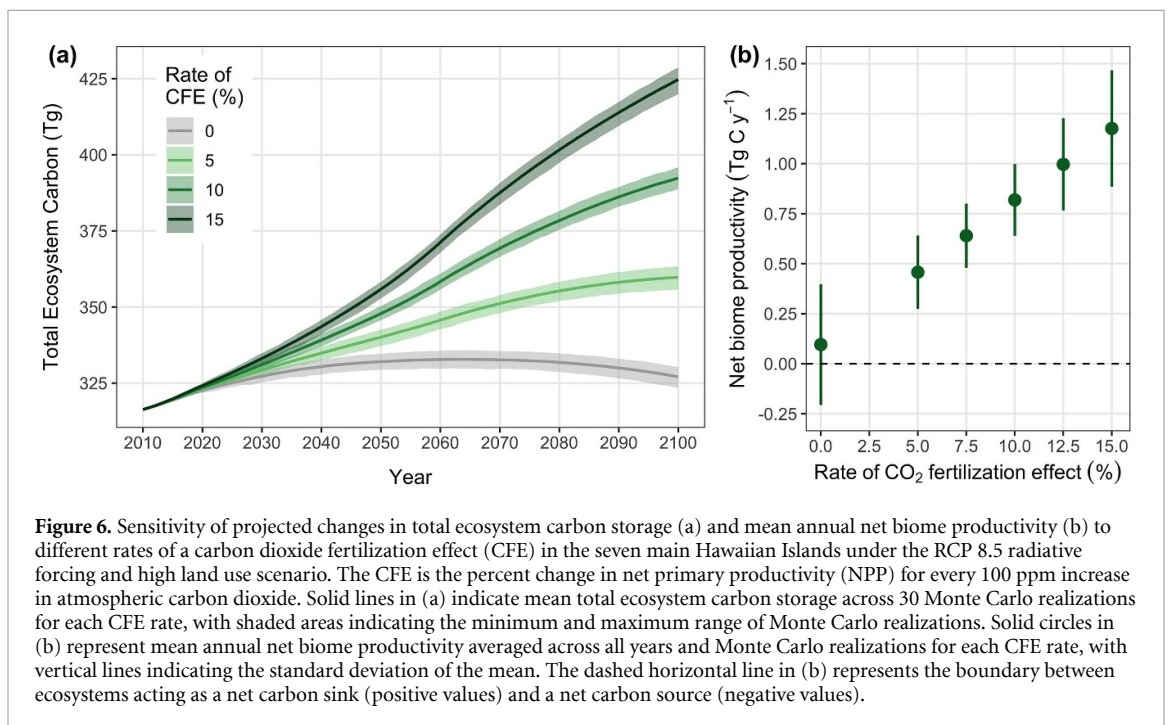 (a)
Rate of
CFE (%)
0
5
10
15
Total Ecosystem Carbon (Tg)
425
400
375
350
325
2010 2020 2030 2040 2050 2060 2070 2080 2090 2100
Year
(b)
Net biome productivity (Tg C y⁻¹)
1.50
1.25
1.00
0.75
0.50
0.25
0.00
-0.25
0.0 2.5 5.0 7.5 10.0 12.5 15.0
Rate of CO₂ fertilization effect (%)
Figure 6. Sensitivity of projected changes in total ecosystem carbon storage (a) and mean annual net biome productivity (b) to
different rates of a carbon dioxide fertilization effect (CFE) in the seven main Hawaiian Islands under the RCP 8.5 radiative
forcing and high land use scenario. The CFE is the percent change in net primary productivity (NPP) for every 100 ppm increase
in atmospheric carbon dioxide. Solid lines in (a) indicate mean total ecosystem carbon storage across 30 Monte Carlo realizations
for each CFE rate, with shaded areas indicating the minimum and maximum range of Monte Carlo realizations. Solid circles in
(b) represent mean annual net biome productivity averaged across all years and Monte Carlo realizations for each CFE rate, with
vertical lines indicating the standard deviation of the mean. The dashed horizontal line in (b) represents the boundary between
ecosystems acting as a net carbon sink (positive values) and a net carbon source (negative values).